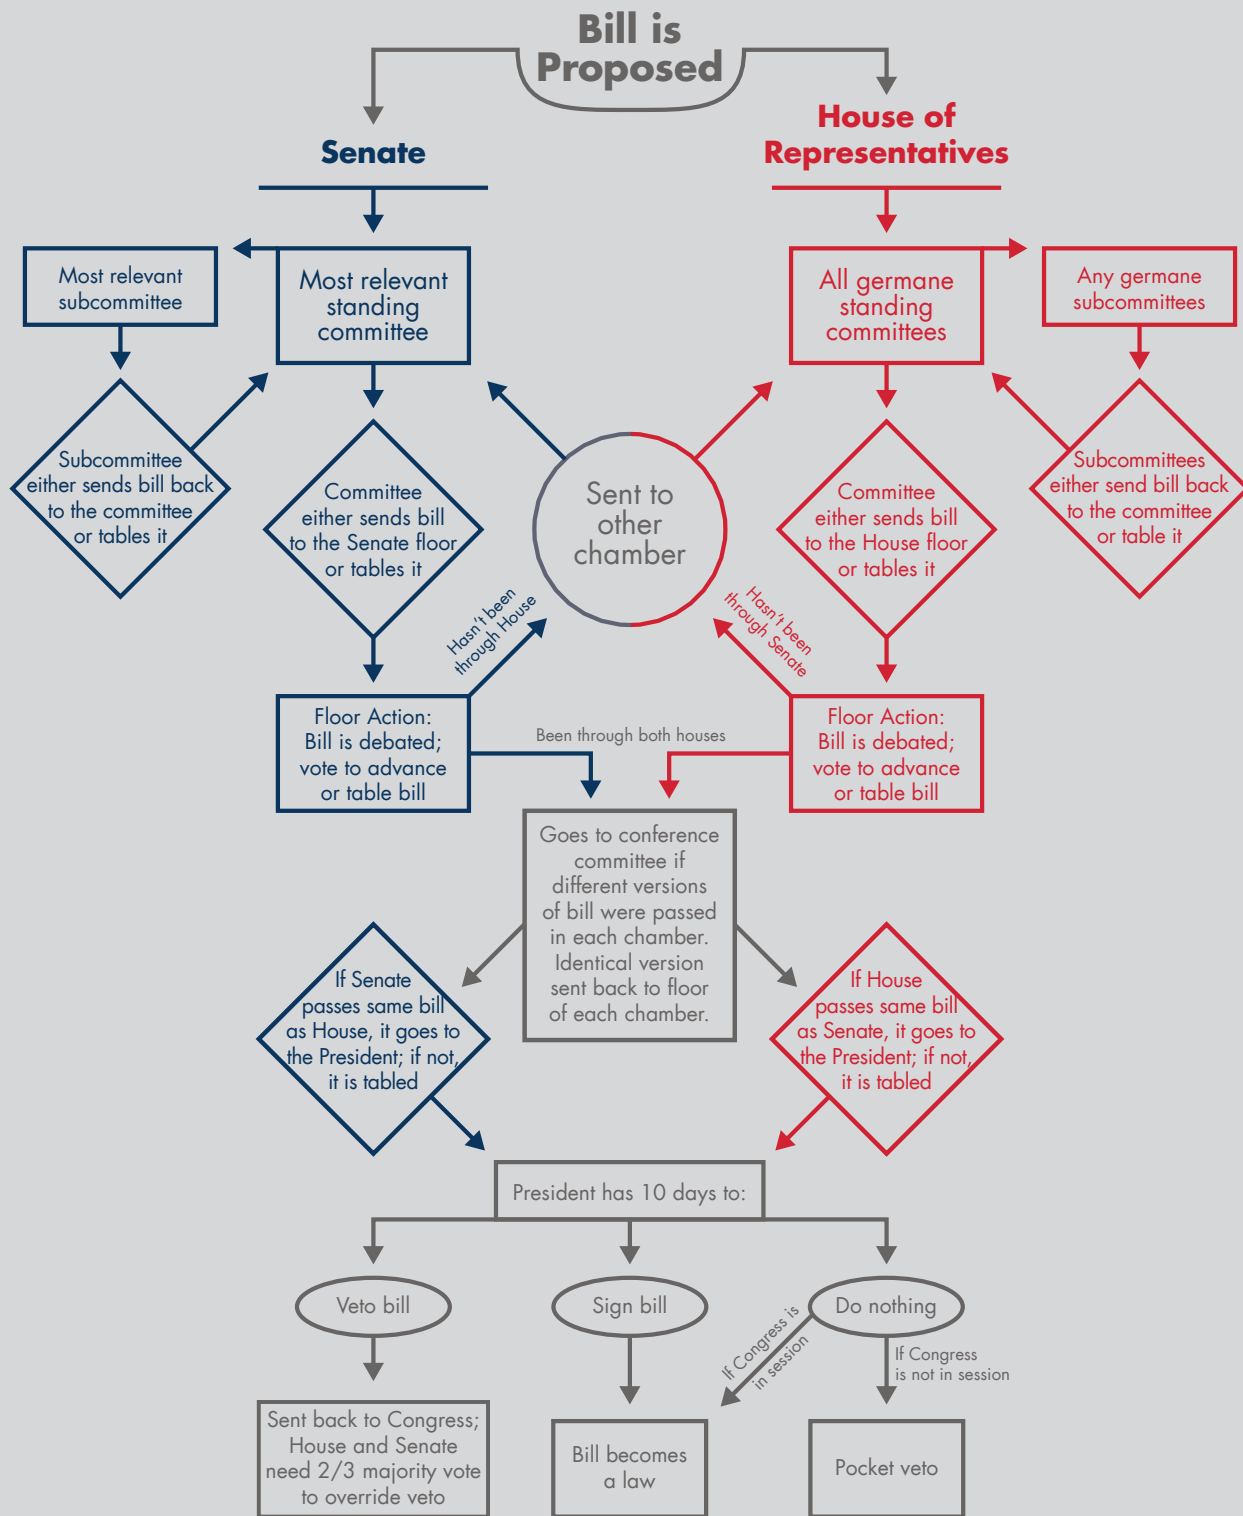 Bill is
Proposed
Senate
House of
Representatives
Most relevant
subcommittee
Most relevant
standing
committee
All germane
standing
committees
Any germane
subcommittees
Subcommittee
either sends bill back
to the committee
or tables it
Committee
either sends bill
to the Senate floor
or tables it
Sent to
other
chamber
Committee
either sends bill
to the House floor
or tables it
Subcommittees
either send bill back
to the committee
or table it
Hasn't been
through House
Hasn't been
through Senate
Floor Action:
Bill is debated;
vote to advance
or table bill
Been through both houses
Floor Action:
Bill is debated;
vote to advance
or table bill
Goes to conference
committee if
different versions
of bill were passed
in each chamber.
Identical version
sent back to floor
of each chamber.
If Senate
passes same bill
as House, it goes to
the President; if not,
it is tabled
If House
passes same bill
as Senate, it goes to
the President; if not,
it is tabled
President has 10 days to:
Veto bill
Sign bill
Do nothing
If Congress is
in session
If Congress
is not in session
Sent back to Congress;
House and Senate
need 2/3 majority vote
to override veto
Bill becomes
a law
Pocket veto